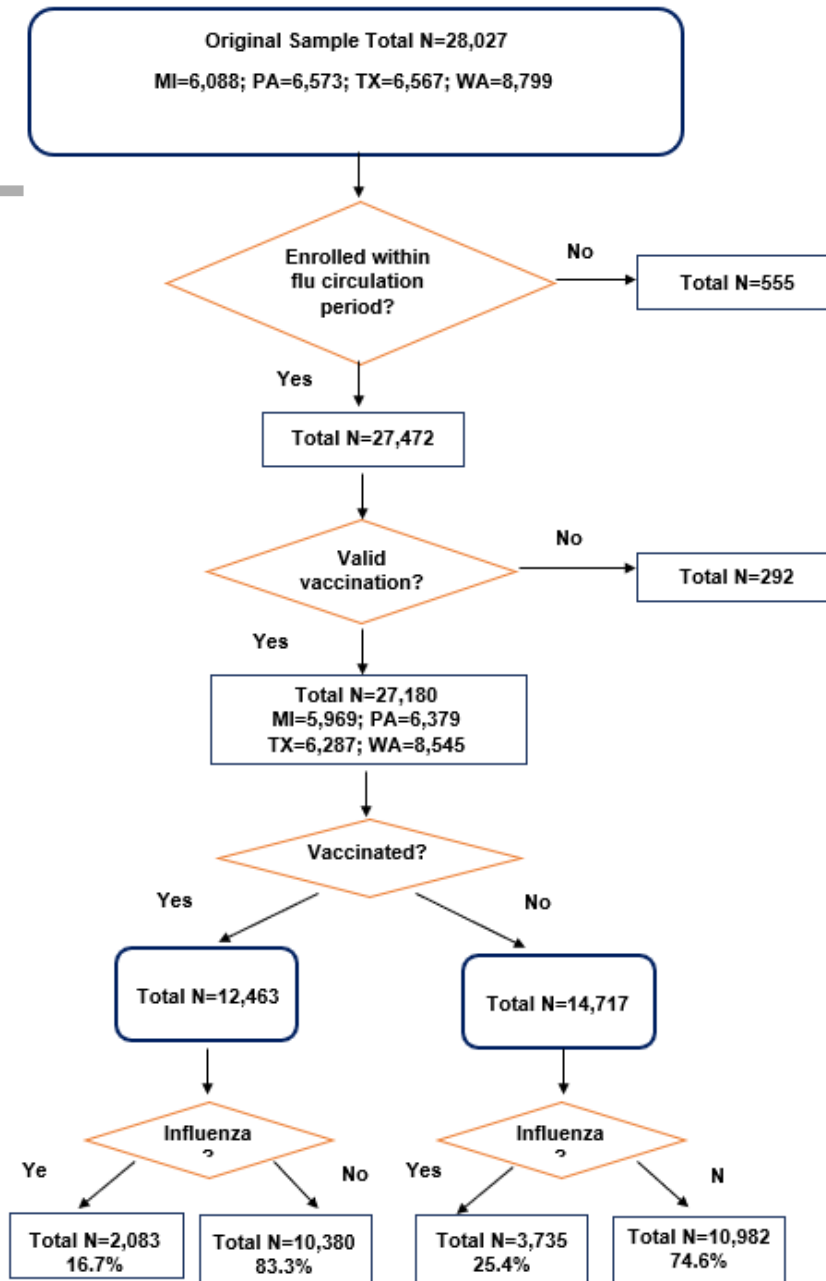 Original Sample Total N=28,027
MI=6,088; PA=6,573; TX=6,567; WA=8,799
Enrolled within
flu circulation
period?
No
Total N=555
Yes
Total N=27,472
Valid
vaccination?
No
Total N=292
Yes
Total N=27,180
MI=5,969; PA=6,379
TX=6,287; WA=8,545
Vaccinated?
Yes
No
Total N=12,463
Total N=14,717
Influenza
?
Influenza
?
Ye
No
Yes
N
Total N=2,083
16.7%
Total N=10,380
83.3%
Total N=3,735
25.4%
Total N=10,982
74.6%